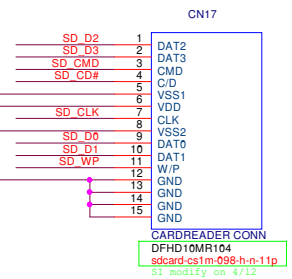 CN17
SD_D2 1 DAT2
SD_D3 2 DAT3
SD_CMD 3 CMD
SD_CD# 4 C/D
5 VSS1
6 VDD
SD_CLK 7 CLK
8 VSS2
SD_D0 9 DAT0
SD_D1 10 DAT1
SD_WP 11 W/P
12 GND
13 GND
14 GND
15 GND
CARDREADER CONN
DFHD10MR104
sdcard-cs1m-098-h-n-11p
SI modify on 4/12